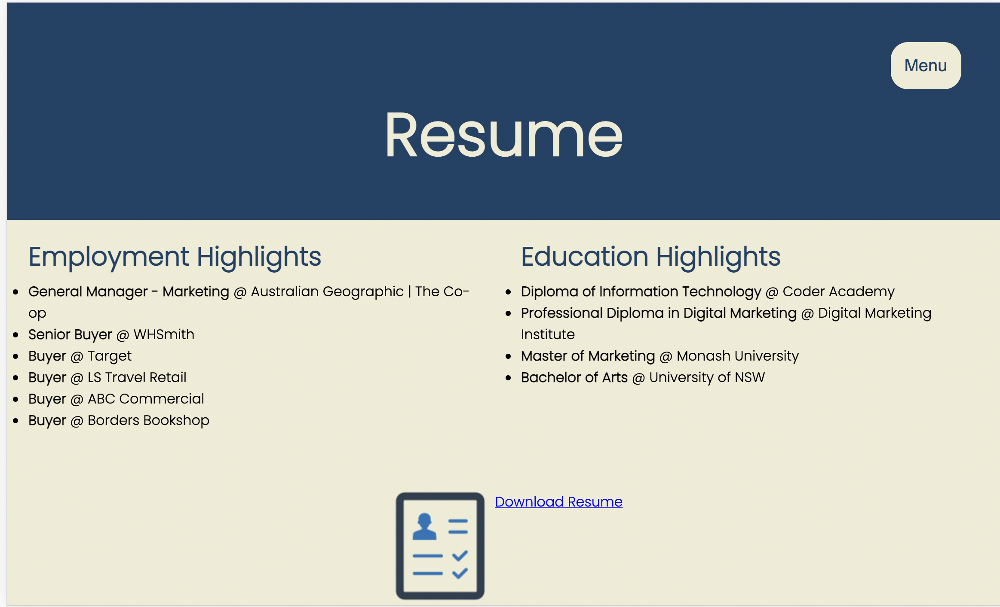 Menu
Resume
Employment Highlights
General Manager - Marketing @ Australian Geographic | The Co-
op
Senior Buyer @ WHSmith
Buyer @ Target
Buyer @ LS Travel Retail
Buyer @ ABC Commercial
Buyer @ Borders Bookshop
Education Highlights
Diploma of Information Technology @ Coder Academy
Professional Diploma in Digital Marketing @ Digital Marketing
Institute
Master of Marketing @ Monash University
Bachelor of Arts @ University of NSW
Download Resume